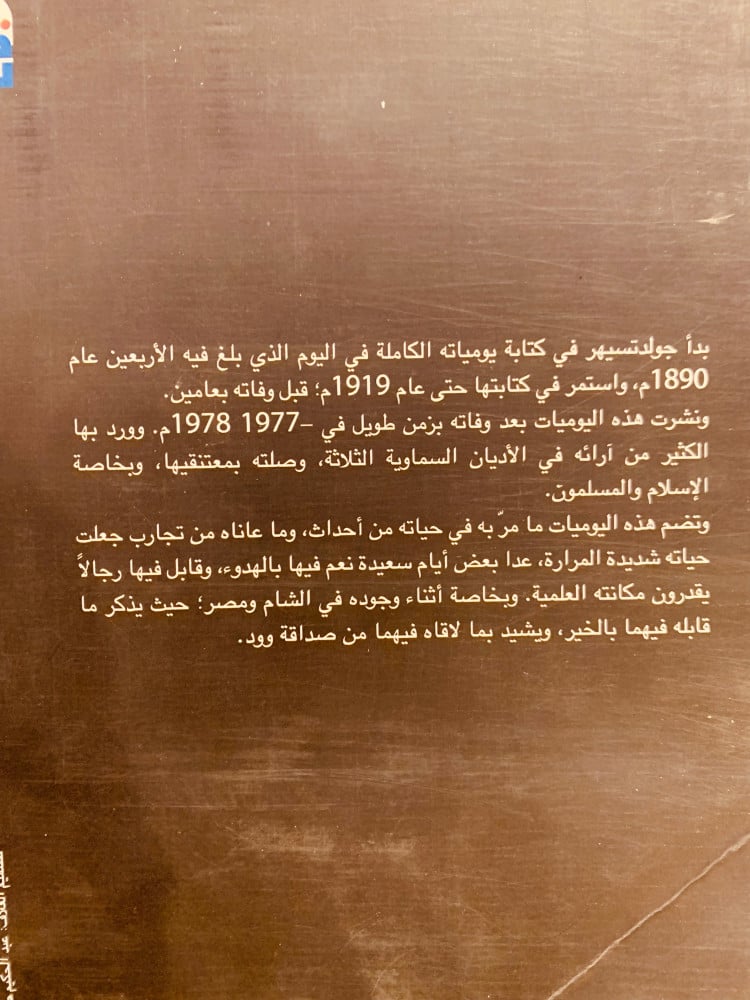 بدأ جولدتسيهر في كتابة يومياته الكاملة في اليوم الذي بلغ فيه الأربعين عام
1890م، واستمر في كتابتها حتى عام 1919م؛ قبل وفاته بعامين.
ونشرت هذه اليوميات بعد وفاته بزمن طويل في –1977 1978م. وورد بها
الكثير من آرائه في الأديان السماوية الثلاثة، وصلته بمعتنقيها، وبخاصة
الإسلام والمسلمون.
وتضم هذه اليوميات ما مرّ به في حياته من أحداث، وما عاناه من تجارب جعلت
حياته شديدة المرارة، عدا بعض أيام سعيدة نعم فيها بالهدوء، وقابل فيها رجالاً
يقدرون مكانته العلمية. وبخاصة أثناء وجوده في الشام ومصر؛ حيث يذكر ما
قابله فيهما بالخير، ويشيد بما لاقاه فيهما من صداقة وود.
الغلاف: عبد الحكيم